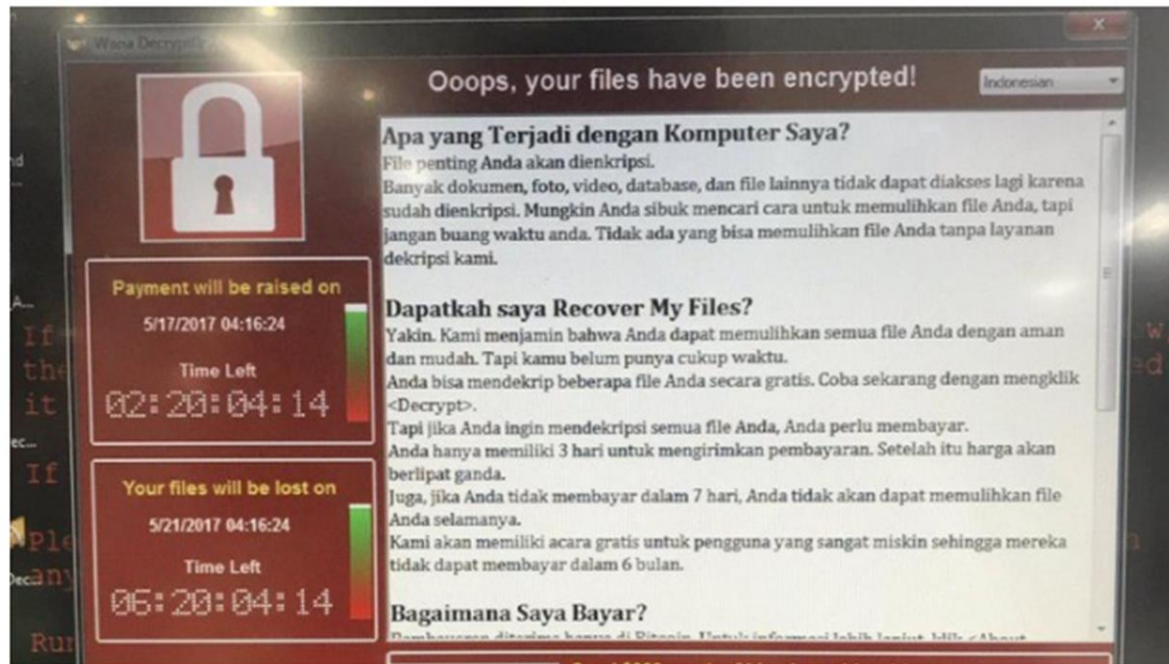 Wana
Ooops, your files have been encrypted!
Indonesian
Apa yang Terjadi dengan Komputer Saya?
File penting Anda akan dienkripsi.
Banyak dokumen, foto, video, database, dan file lainnya tidak dapat diakses lagi karena
sudah dienkripsi. Mungkin Anda sibuk mencari cara untuk memulihkan file Anda, tapi
jangan buang waktu anda. Tidak ada yang bisa memulihkan file Anda tanpa layanan
dekripsi kami.
Dapatkah saya Recover My Files?
Yakin. Kami menjamin bahwa Anda dapat memulihkan semua file Anda dengan aman
dan mudah. Tapi kamu belum punya cukup waktu.
Anda bisa mendekrip beberapa file Anda secara gratis. Coba sekarang dengan mengklik
<Decrypt>.
Tapi jika Anda ingin mendekripsi semua file Anda, Anda perlu membayar.
Anda hanya memiliki 3 hari untuk mengirimkan pembayaran. Setelah itu harga akan
berlipat ganda.
Juga, jika Anda tidak membayar dalam 7 hari, Anda tidak akan dapat memulihkan file
Anda selamanya.
Kami akan memiliki acara gratis untuk pengguna yang sangat miskin sehingga mereka
tidak dapat membayar dalam 6 bulan.
Bagaimana Saya Bayar?
Payment will be raised on
5/17/2017 04:16:24
Time Left
02:20:04:14
Your files will be lost on
5/21/2017 04:16:24
Time Left
06:20:04:14
If
the
it
If